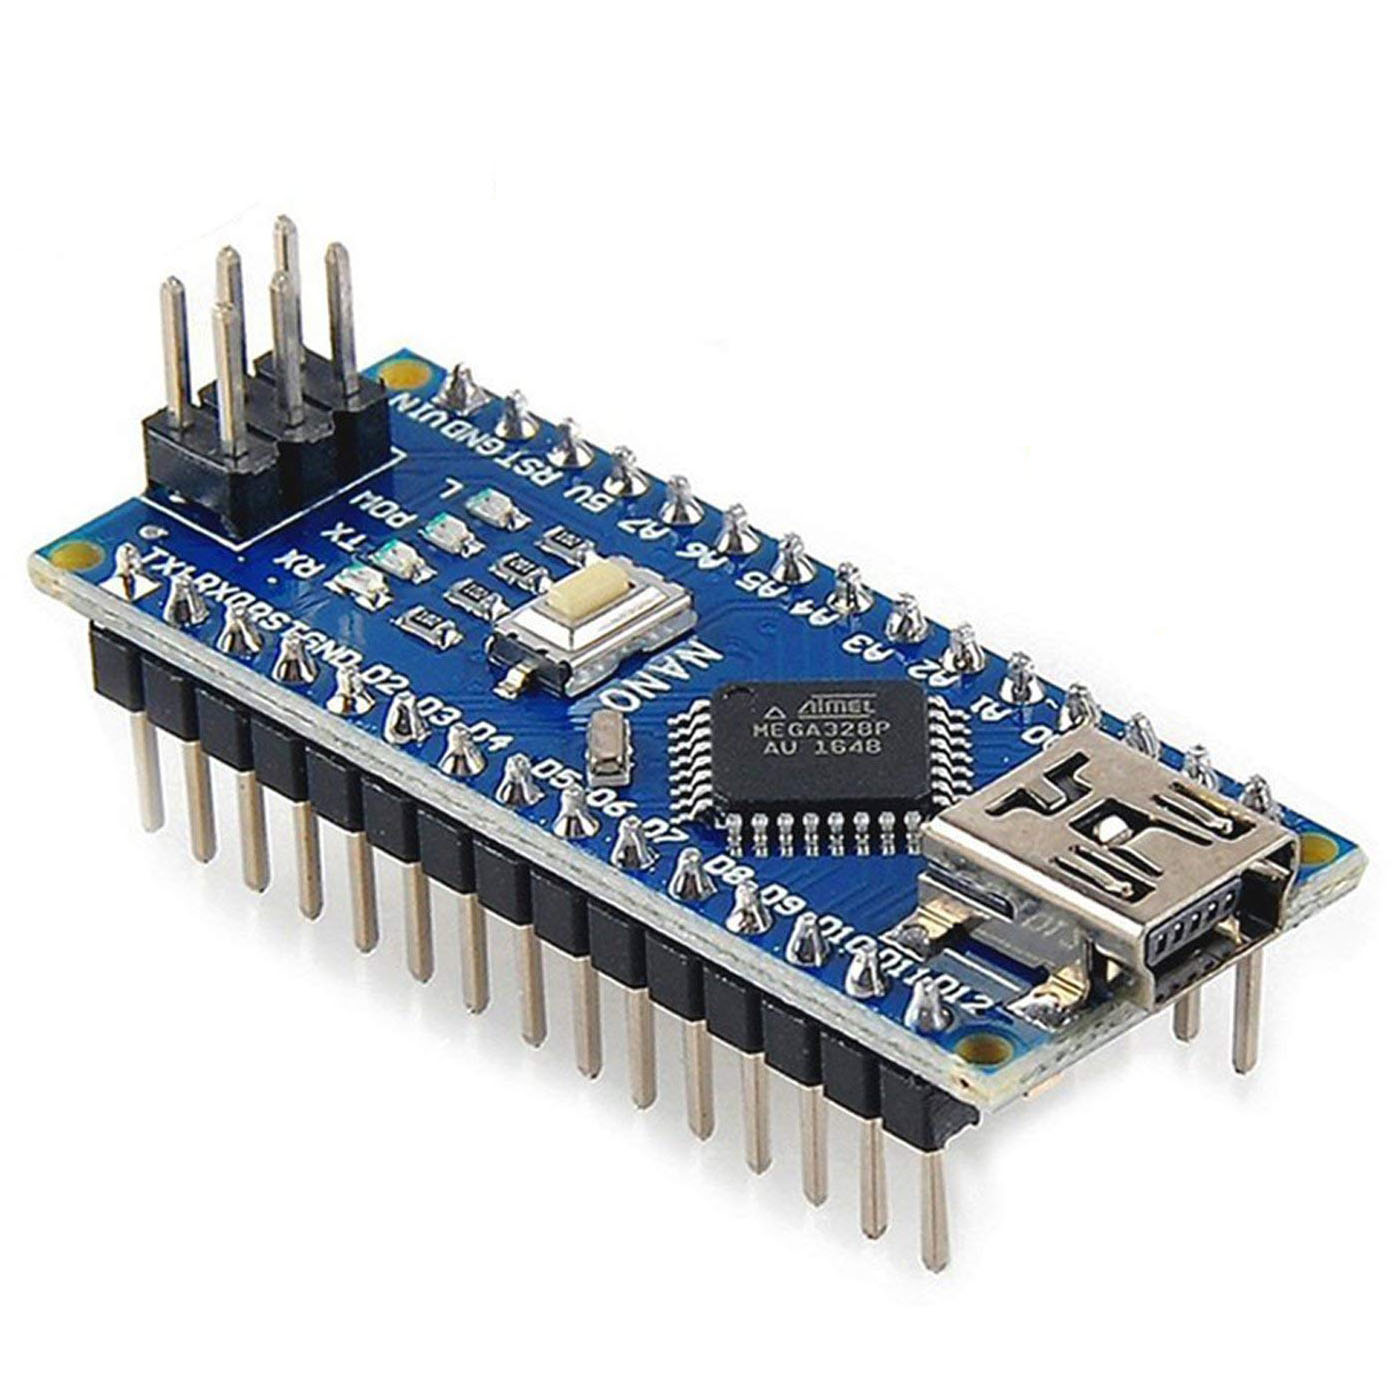 VIN
GND
RST
5V
A7
A6
A5
A4
A3
A2
A1
L
POW
TX
RX
TX1
RX0
RST
GND
D2
D3
D4
D5
D6
D7
D8
D9
D10
D11
D12
NANO
ATMEL
MEGA328P
AU 1648